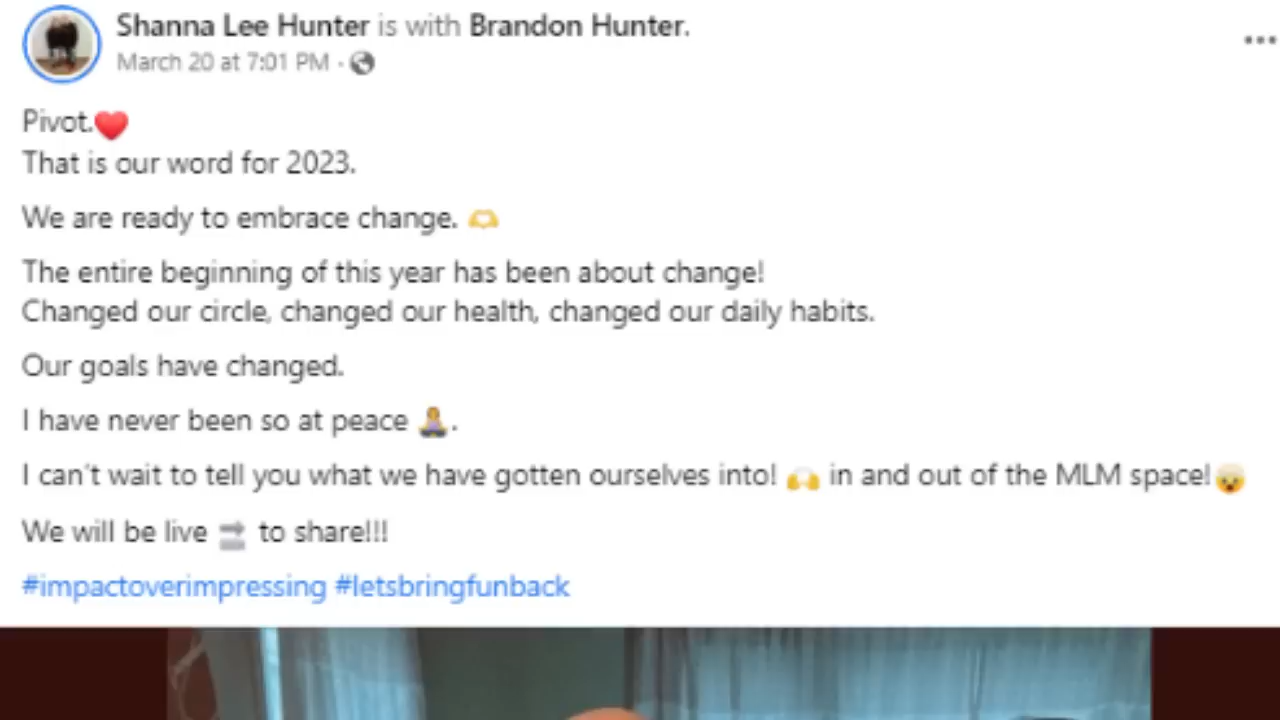 Shanna Lee Hunter is with Brandon Hunter.
March 20 at 7:01 PM ·
Pivot.❤️
That is our word for 2023.
We are ready to embrace change. 🫶
The entire beginning of this year has been about change!
Changed our circle, changed our health, changed our daily habits.
Our goals have changed.
I have never been so at peace 🧘.
I can't wait to tell you what we have gotten ourselves into! 🙌 in and out of the MLM space!😲
We will be live 🔜 to share!!!
#impactoverimpressing #letsbringfunback